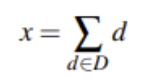 x = ∑ d
d∈D